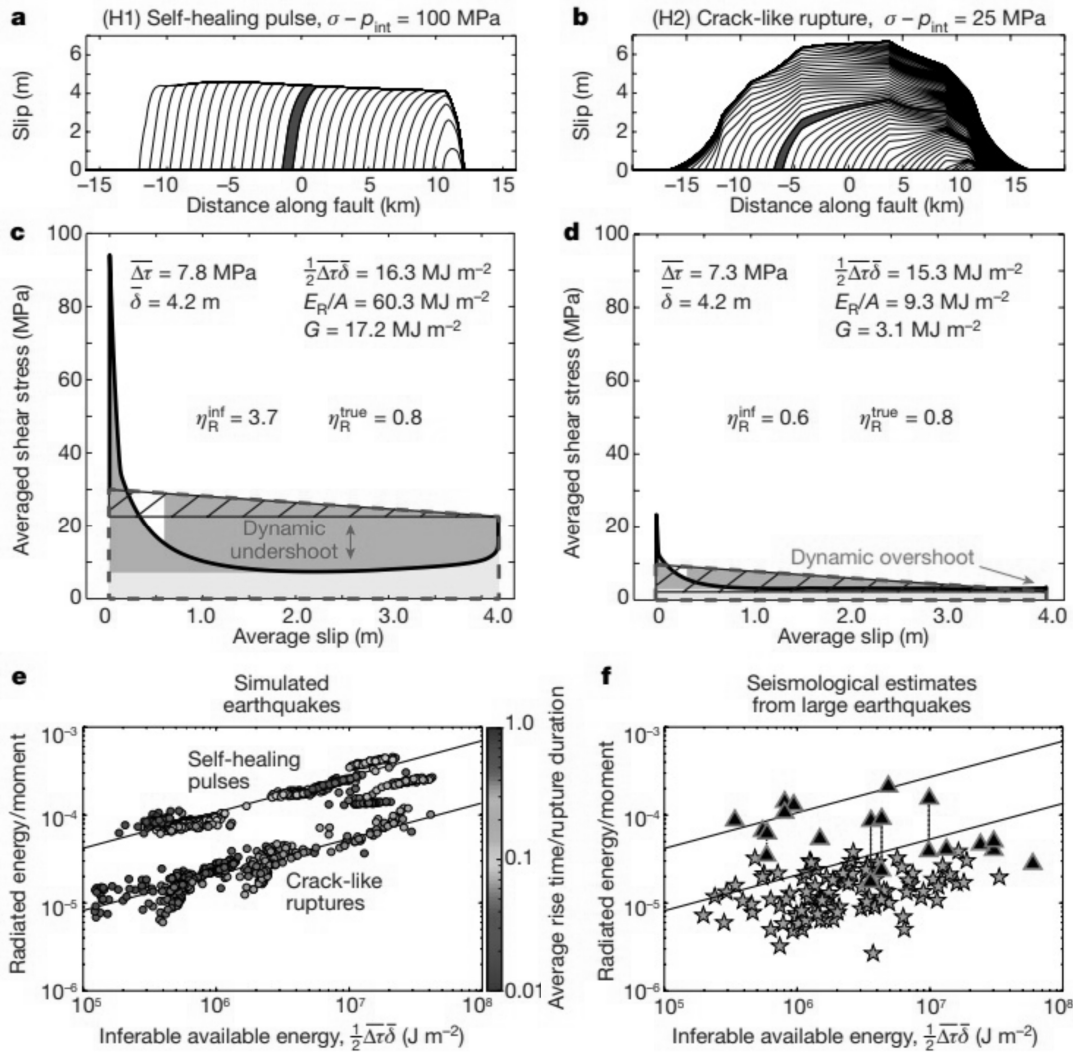 a (H1) Self-healing pulse, σ − p_int = 100 MPa
Slip (m)
6
4
2
0
−15 −10 −5 0 5 10 15
Distance along fault (km)
b (H2) Crack-like rupture, σ − p_int = 25 MPa
Slip (m)
6
4
2
0
−15 −10 −5 0 5 10 15
Distance along fault (km)
c
Averaged shear stress (MPa)
100
80
60
40
20
0
Δτ̅ = 7.8 MPa
δ̅ = 4.2 m
½Δτ̅δ̅ = 16.3 MJ m⁻²
E_R/A = 60.3 MJ m⁻²
G = 17.2 MJ m⁻²
η_R^inf = 3.7 η_R^true = 0.8
Dynamic
undershoot
0 1.0 2.0 3.0 4.0
Average slip (m)
d
Averaged shear stress (MPa)
100
80
60
40
20
0
Δτ̅ = 7.3 MPa
δ̅ = 4.2 m
½Δτ̅δ̅ = 15.3 MJ m⁻²
E_R/A = 9.3 MJ m⁻²
G = 3.1 MJ m⁻²
η_R^inf = 0.6 η_R^true = 0.8
Dynamic overshoot
0 1.0 2.0 3.0 4.0
Average slip (m)
e
Simulated
earthquakes
Radiated energy/moment
10⁻³
10⁻⁴
10⁻⁵
10⁻⁶
Self-healing
pulses
Crack-like
ruptures
10⁵ 10⁶ 10⁷ 10⁸
Inferable available energy, ½Δτ̅δ̅ (J m⁻²)
1.0
0.1
0.01
Average rise time/rupture duration
f
Seismological estimates
from large earthquakes
Radiated energy/moment
10⁻³
10⁻⁴
10⁻⁵
10⁻⁶
10⁵ 10⁶ 10⁷ 10⁸
Inferable available energy, ½Δτ̅δ̅ (J m⁻²)